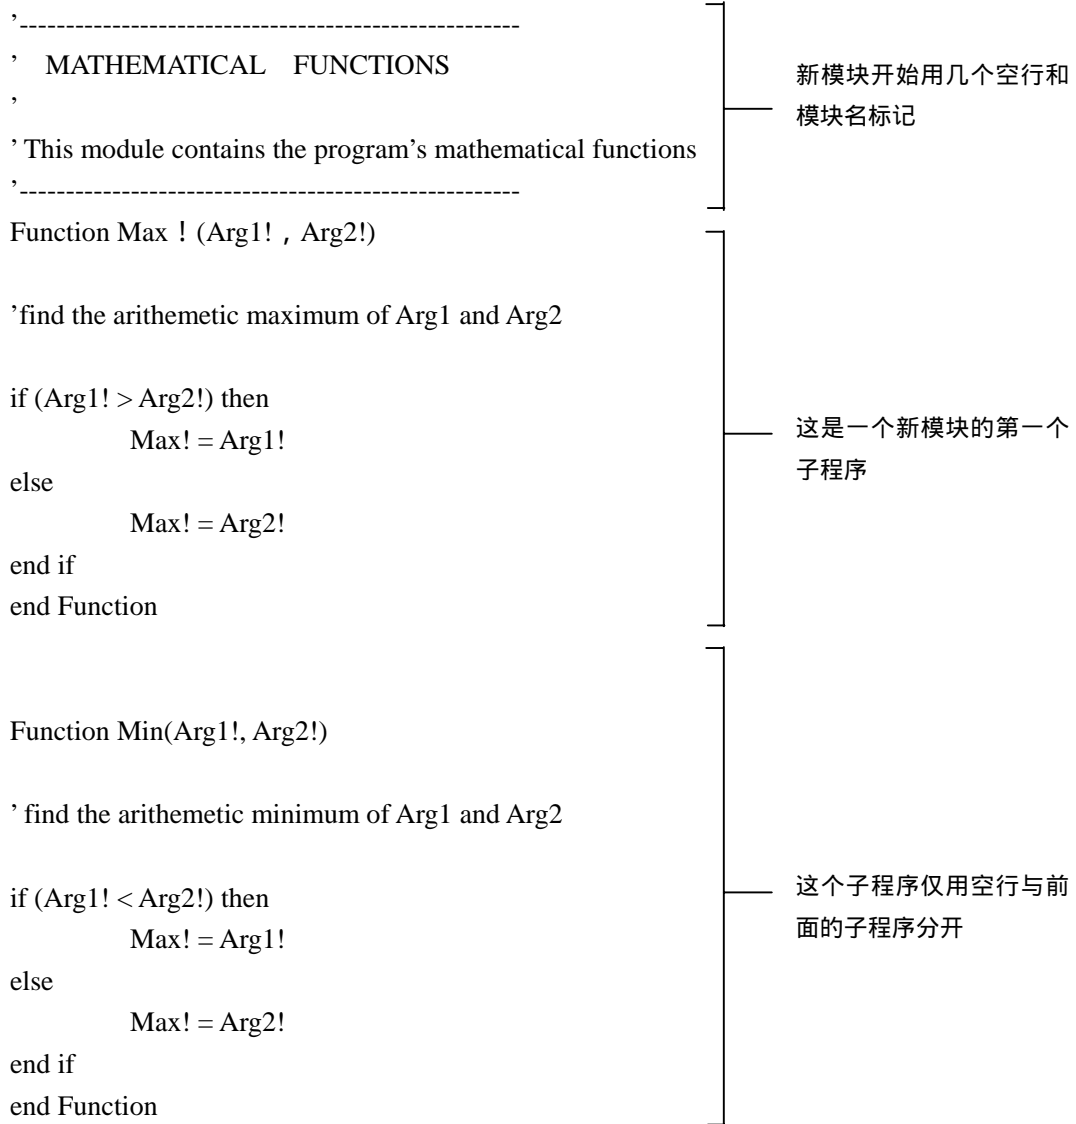 ’------------------------------------------------------
’ MATHEMATICAL FUNCTIONS
’
’ This module contains the program’s mathematical functions
’------------------------------------------------------
新模块开始用几个空行和
模块名标记
Function Max！(Arg1!，Arg2!)
’find the arithemetic maximum of Arg1 and Arg2
if (Arg1! > Arg2!) then
Max! = Arg1!
else
Max! = Arg2!
end if
end Function
这是一个新模块的第一个
子程序
Function Min(Arg1!, Arg2!)
’ find the arithemetic minimum of Arg1 and Arg2
if (Arg1! < Arg2!) then
Max! = Arg1!
else
Max! = Arg2!
end if
end Function
这个子程序仅用空行与前
面的子程序分开